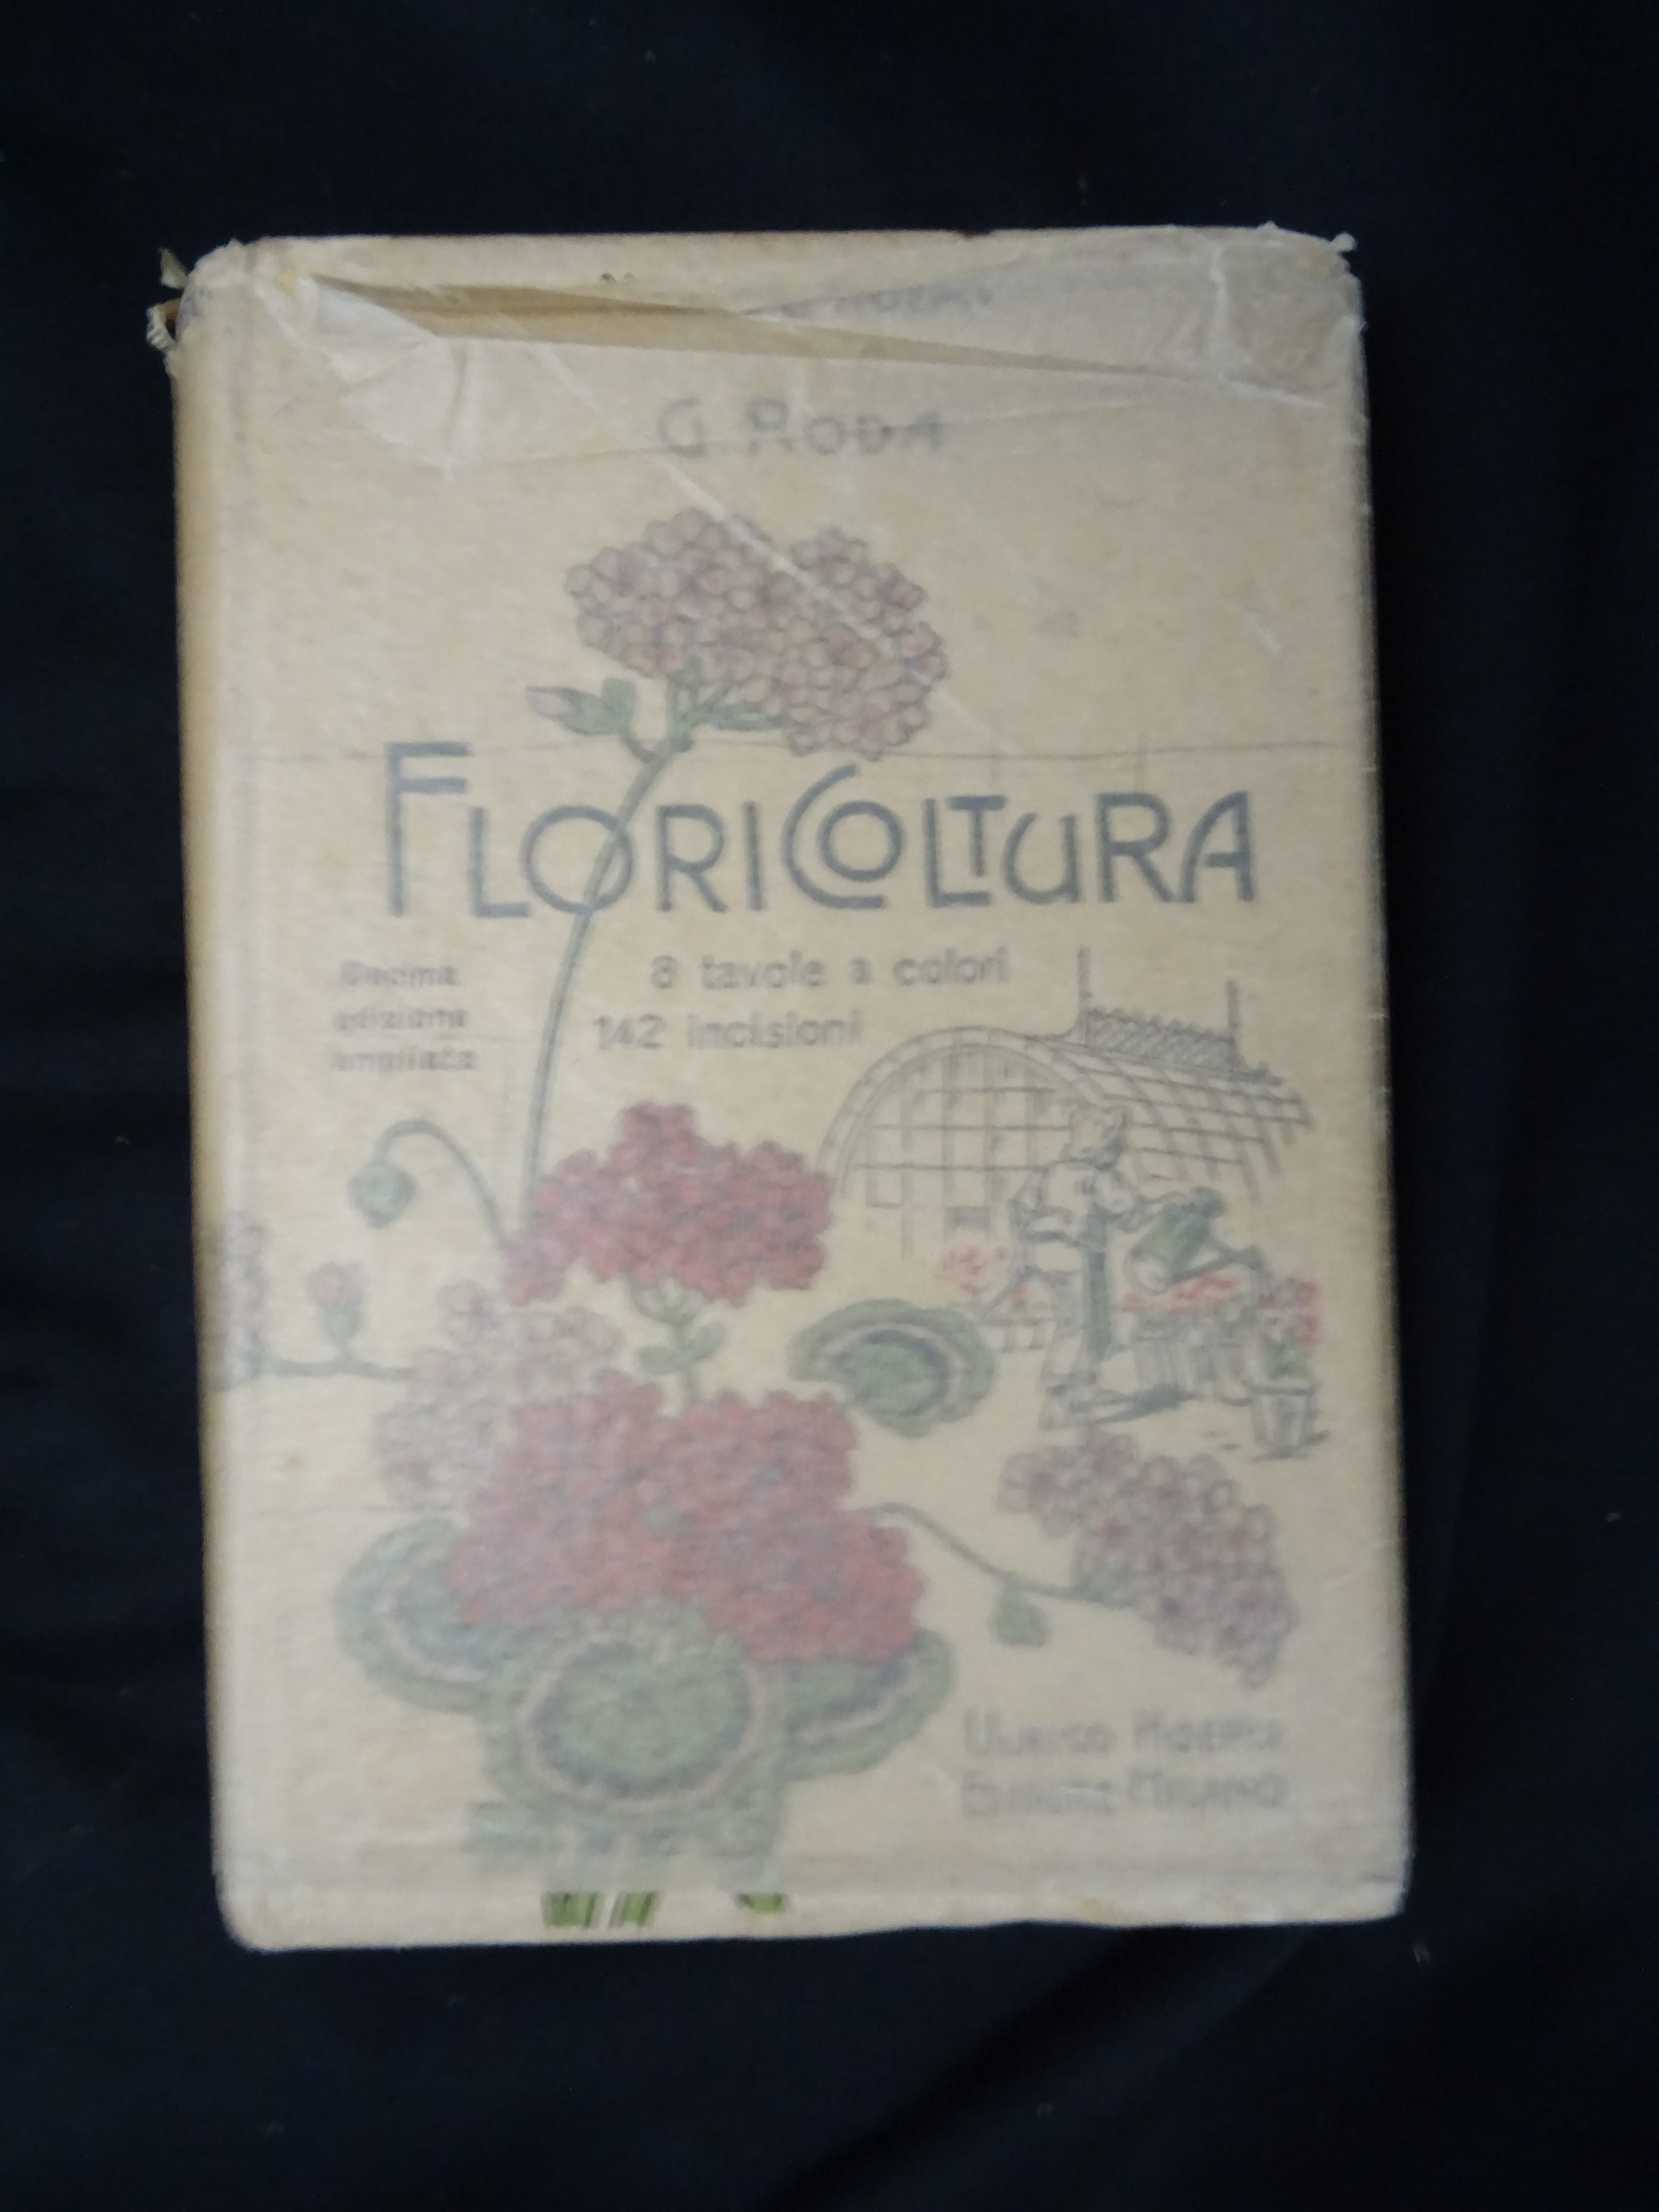 G. RODA
FLORICOLTURA
Decima
edizione
ampliata
8 tavole a colori
142 incisioni
ULRICO HOEPLI
EDITORE-MILANO